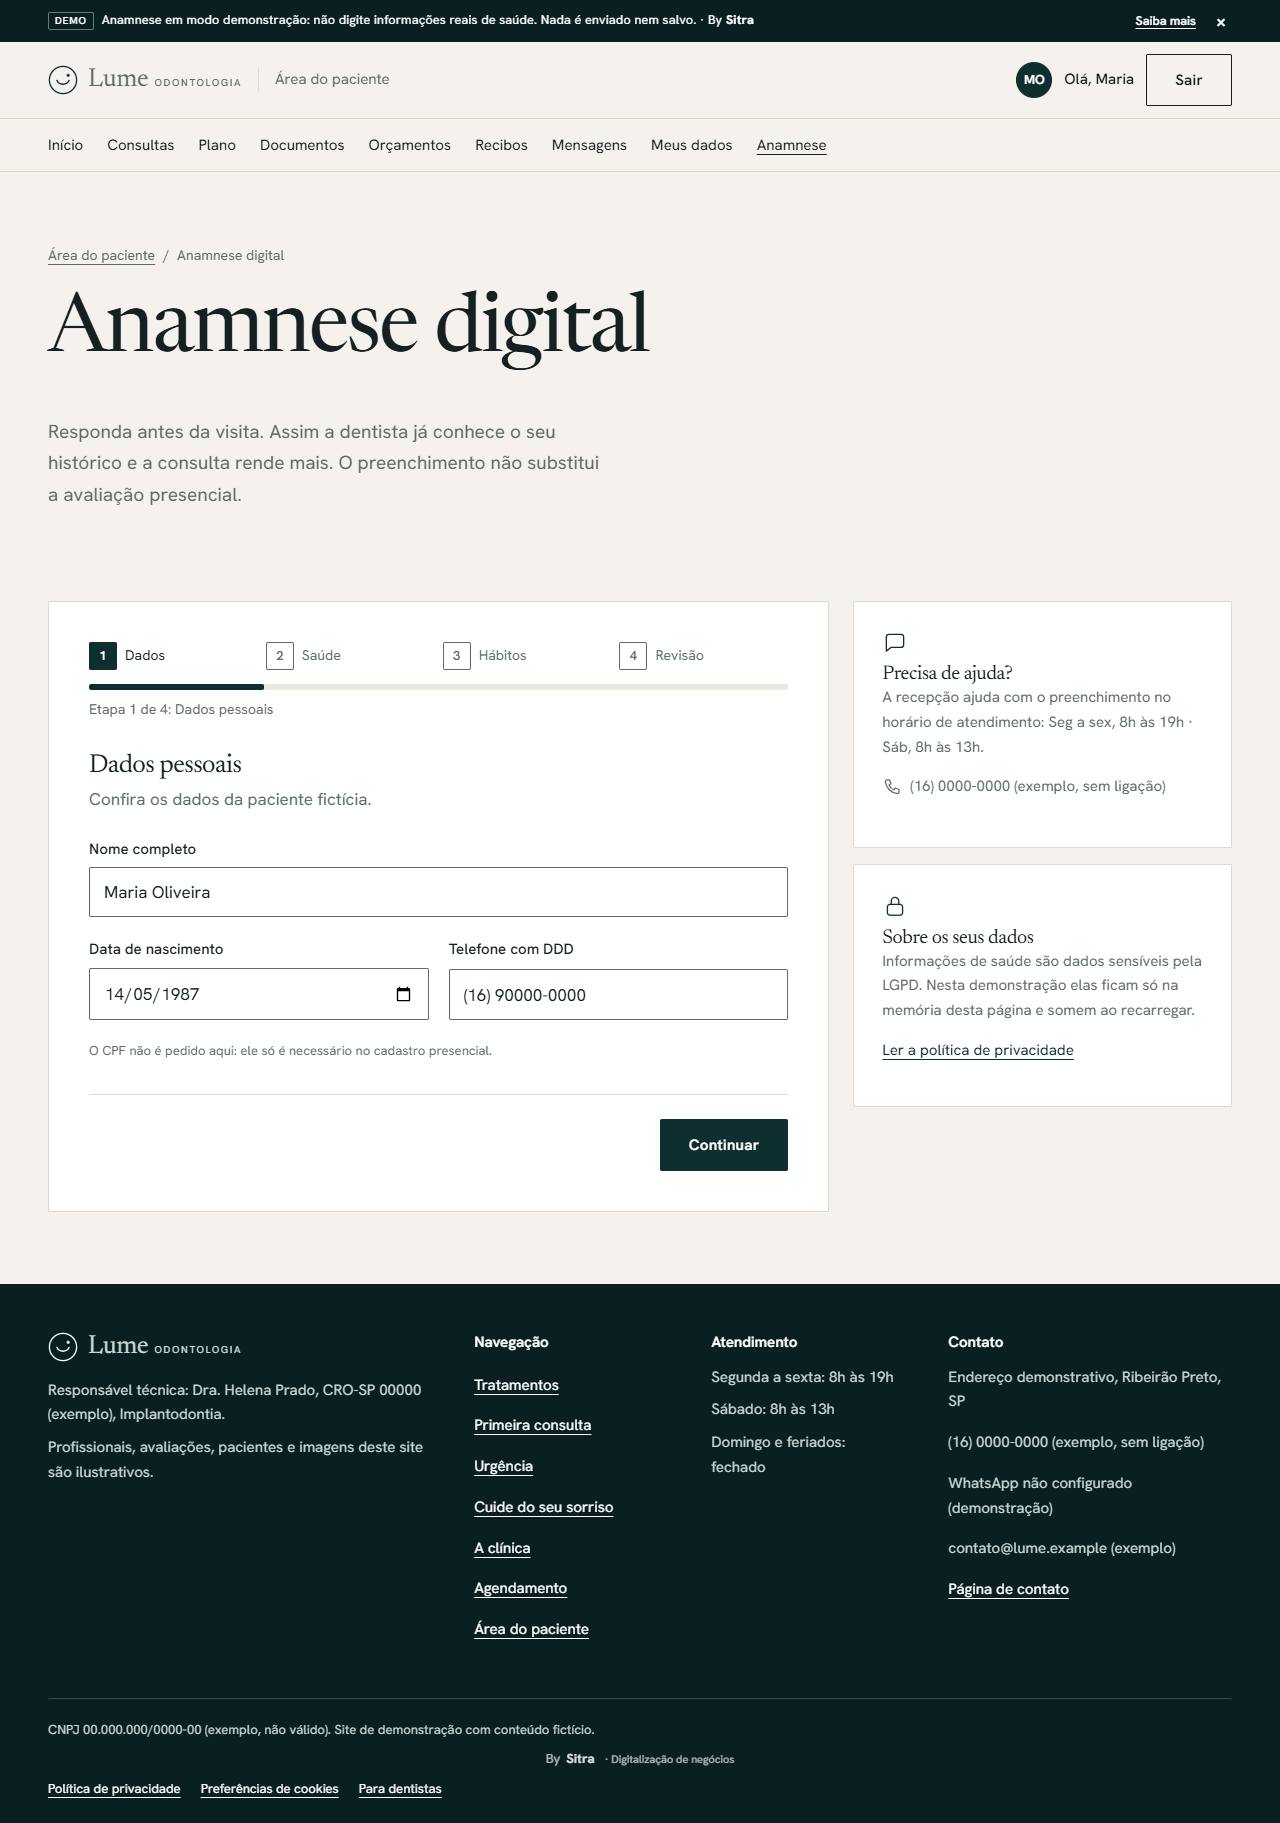 DEMO Anamnese em modo demonstração: não digite informações reais de saúde. Nada é enviado nem salvo. · By Sitra Saiba mais ×
Lume ODONTOLOGIA Área do paciente MO Olá, Maria Sair
Início Consultas Plano Documentos Orçamentos Recibos Mensagens Meus dados Anamnese
Área do paciente / Anamnese digital
Anamnese digital
Responda antes da visita. Assim a dentista já conhece o seu
histórico e a consulta rende mais. O preenchimento não substitui
a avaliação presencial.
1 Dados 2 Saúde 3 Hábitos 4 Revisão
Etapa 1 de 4: Dados pessoais
Dados pessoais
Confira os dados da paciente fictícia.
Nome completo
Maria Oliveira
Data de nascimento Telefone com DDD
14/05/1987 (16) 90000-0000
O CPF não é pedido aqui: ele só é necessário no cadastro presencial.
Continuar
Precisa de ajuda?
A recepção ajuda com o preenchimento no
horário de atendimento: Seg a sex, 8h às 19h ·
Sáb, 8h às 13h.
(16) 0000-0000 (exemplo, sem ligação)
Sobre os seus dados
Informações de saúde são dados sensíveis pela
LGPD. Nesta demonstração elas ficam só na
memória desta página e somem ao recarregar.
Ler a política de privacidade
Lume ODONTOLOGIA
Responsável técnica: Dra. Helena Prado, CRO-SP 00000
(exemplo), Implantodontia.
Profissionais, avaliações, pacientes e imagens deste site
são ilustrativos.
Navegação
Tratamentos
Primeira consulta
Urgência
Cuide do seu sorriso
A clínica
Agendamento
Área do paciente
Atendimento
Segunda a sexta: 8h às 19h
Sábado: 8h às 13h
Domingo e feriados:
fechado
Contato
Endereço demonstrativo, Ribeirão Preto,
SP
(16) 0000-0000 (exemplo, sem ligação)
WhatsApp não configurado
(demonstração)
contato@lume.example (exemplo)
Página de contato
CNPJ 00.000.000/0000-00 (exemplo, não válido). Site de demonstração com conteúdo fictício.
By Sitra · Digitalização de negócios
Política de privacidade Preferências de cookies Para dentistas